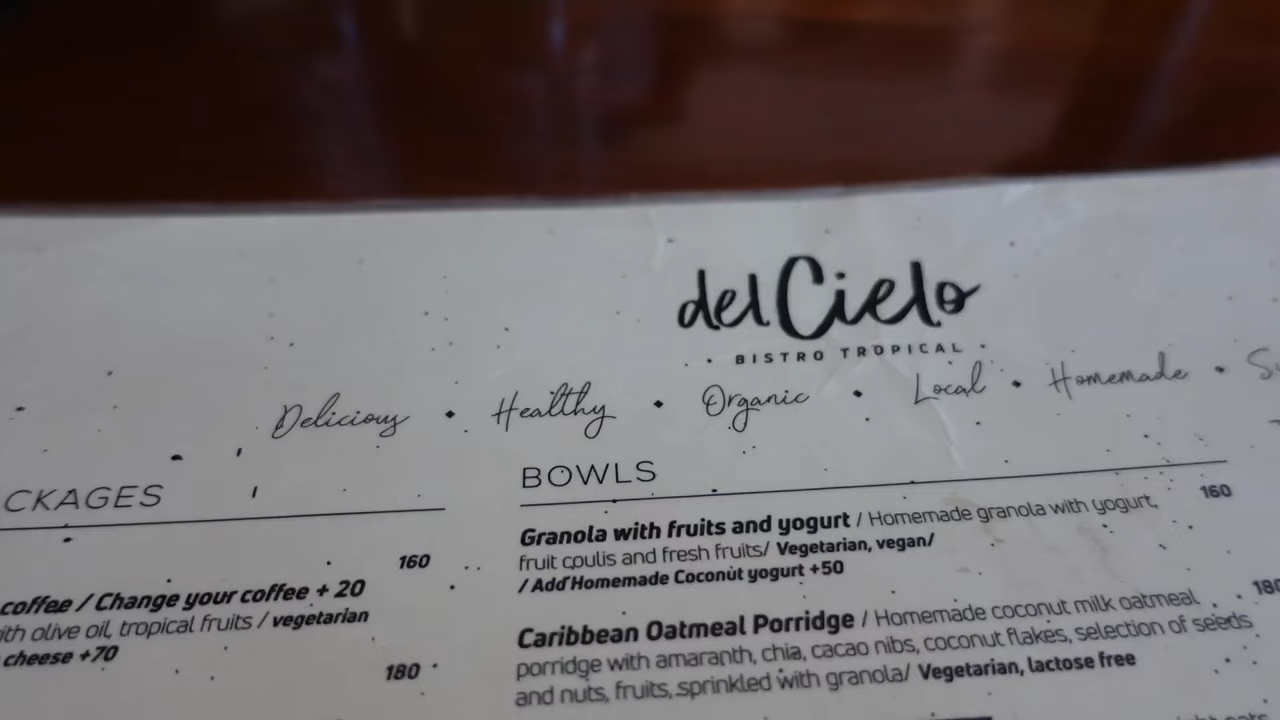 del Cielo
BISTRO TROPICAL
Delicious • Healthy • Organic • Local • Homemade •
CKAGES
160
coffee / Change your coffee + 20
ith olive oil, tropical fruits / vegetarian
cheese +70
180
BOWLS
Granola with fruits and yogurt / Homemade granola with yogurt, 160
fruit coulis and fresh fruits/ Vegetarian, vegan/
/ Add Homemade Coconut yogurt +50
Caribbean Oatmeal Porridge / Homemade coconut milk oatmeal 180
porridge with amaranth, chia, cacao nibs, coconut flakes, selection of seeds
and nuts, fruits, sprinkled with granola/ Vegetarian, lactose free